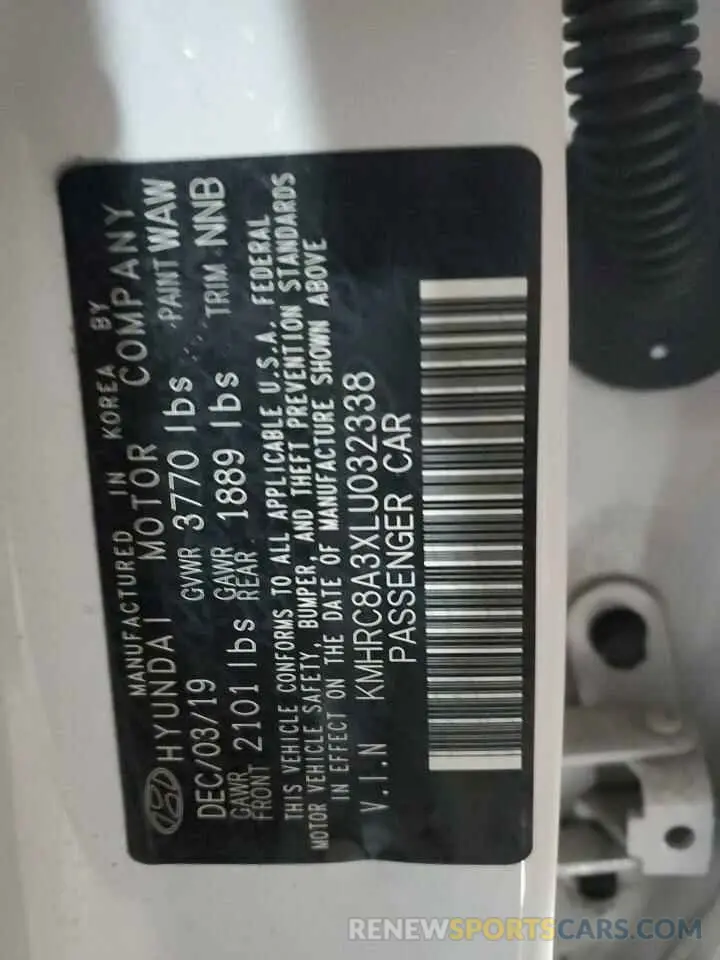 MANUFACTURED IN KOREA BY
HYUNDAI MOTOR COMPANY
DEC/03/19 GVWR 3770 lbs PAINT WAW
GAWR FRONT 2101 lbs GAWR REAR 1889 lbs TRIM NNB
THIS VEHICLE CONFORMS TO ALL APPLICABLE U.S.A. FEDERAL
MOTOR VEHICLE SAFETY, BUMPER, AND THEFT PREVENTION STANDARDS
IN EFFECT ON THE DATE OF MANUFACTURE SHOWN ABOVE
V.I.N KMHRC8A3XLU032338
PASSENGER CAR
RENEWSPORTSCARS.COM